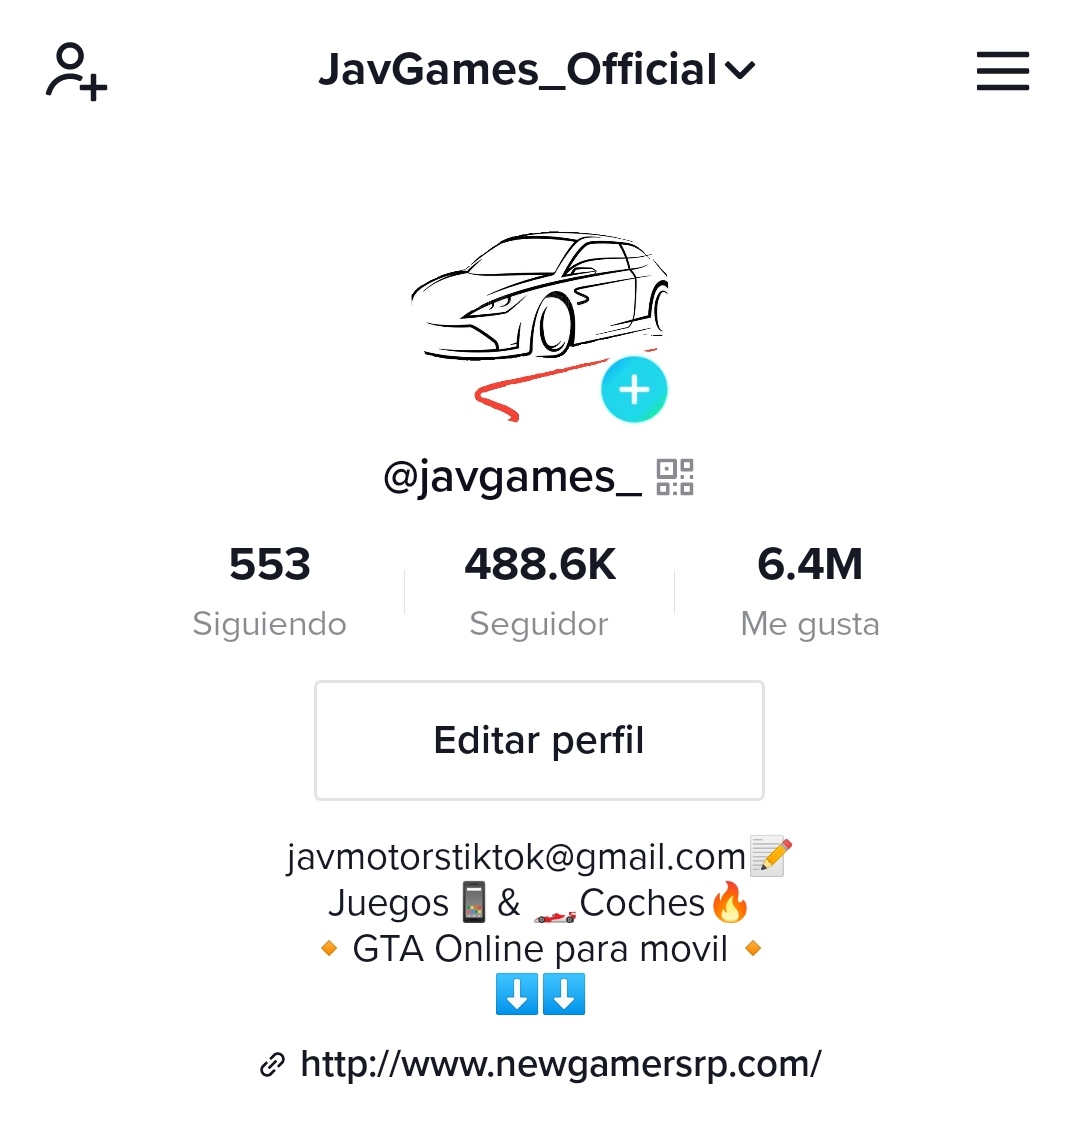 JavGames_Official
@javgames_
553 488.6K 6.4M
Siguiendo Seguidor Me gusta
Editar perfil
javmotorstiktok@gmail.com📝
Juegos📱& 🏎️Coches🔥
🔸GTA Online para movil🔸
⬇️⬇️
http://www.newgamersrp.com/